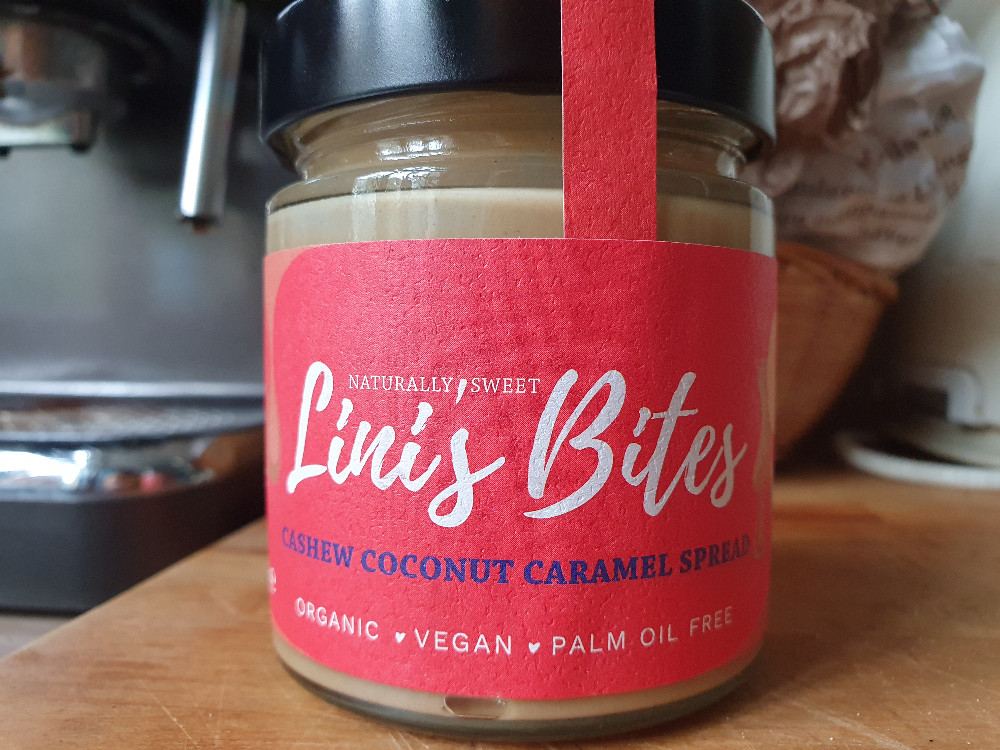 NATURALLY SWEET
Lini's Bites
CASHEW COCONUT CARAMEL SPREAD
ORGANIC ♥ VEGAN ♥ PALM OIL FREE